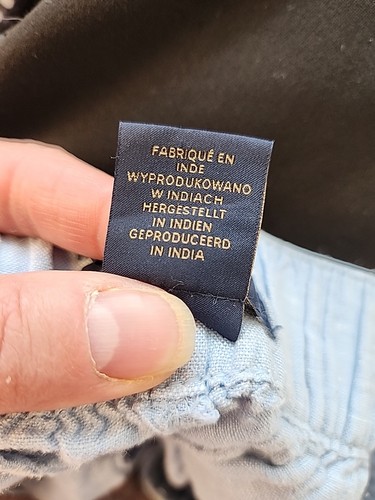 FABRIQUÉ EN
INDE
WYPRODUKOWANO
W INDIACH
HERGESTELLT
IN INDIEN
GEPRODUCEERD
IN INDIA